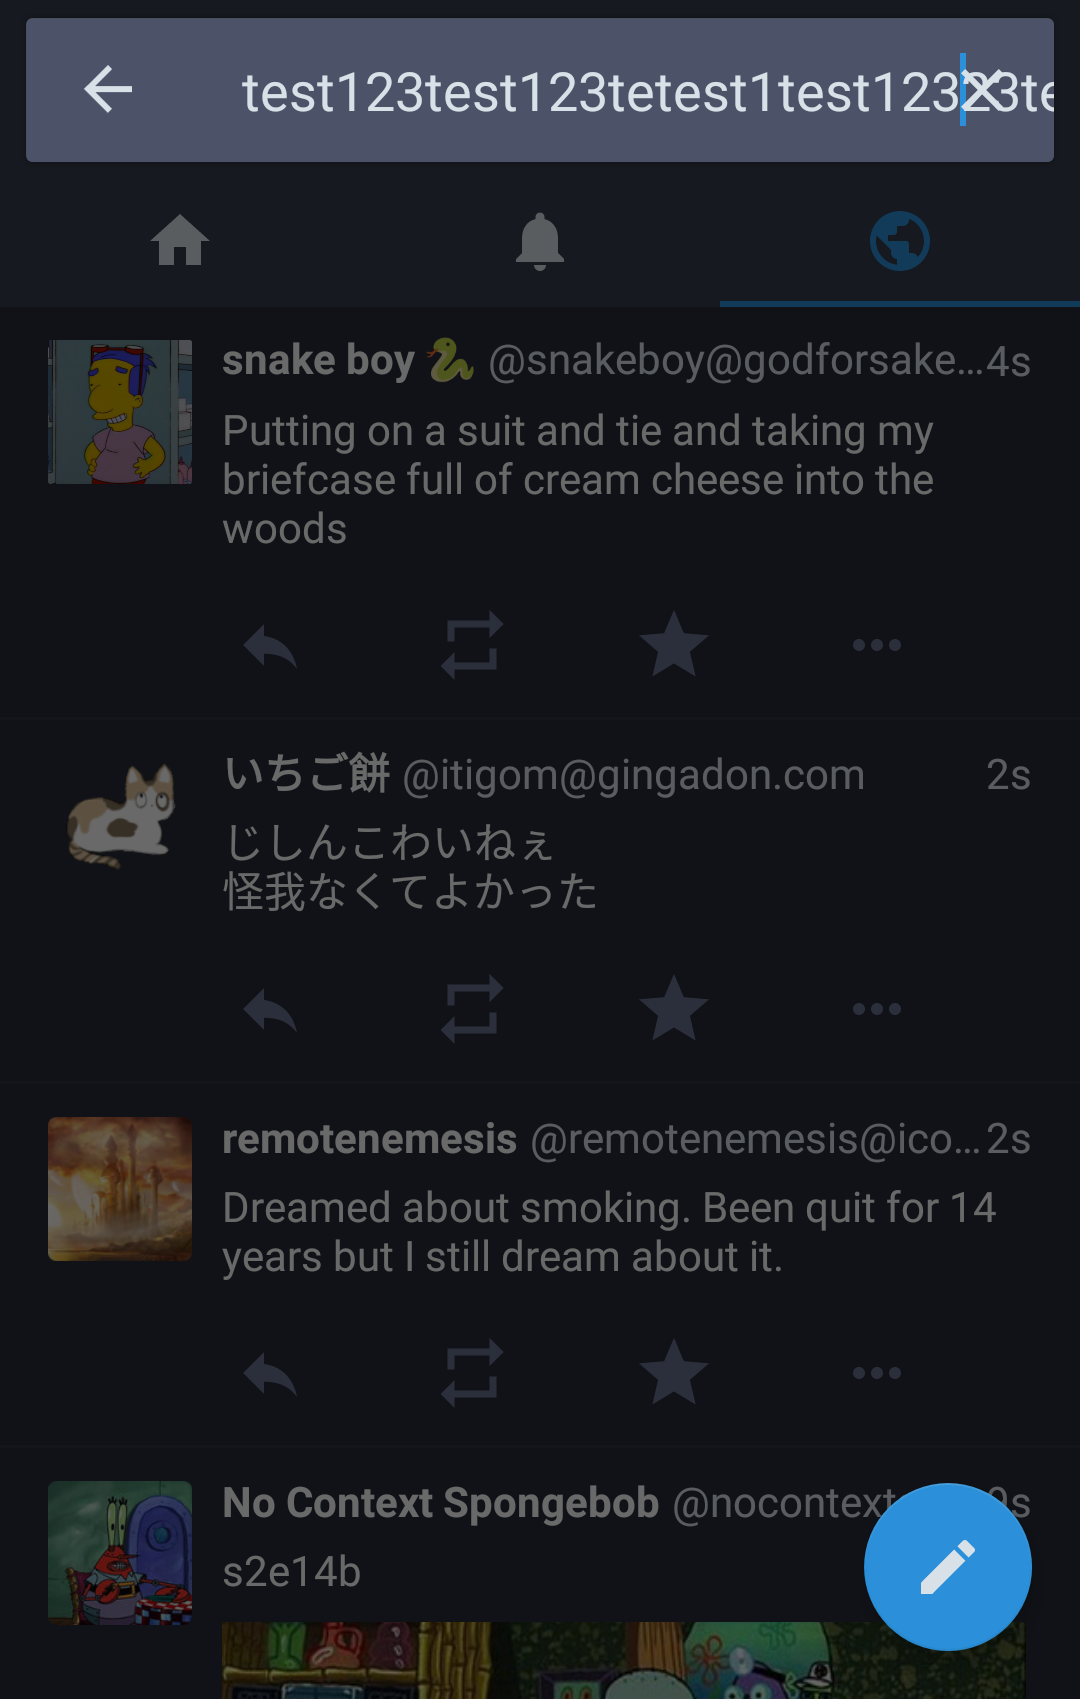 test123test123tetest1test12323te
snake boy 🐍 @snakeboy@godforsake... 4s
Putting on a suit and tie and taking my
briefcase full of cream cheese into the
woods
いちご餅 @itigom@gingadon.com 2s
じしんこわいねぇ
怪我なくてよかった
remotenemesis @remotenemesis@ico... 2s
Dreamed about smoking. Been quit for 14
years but I still dream about it.
No Context Spongebob @nocontext
s2e14b